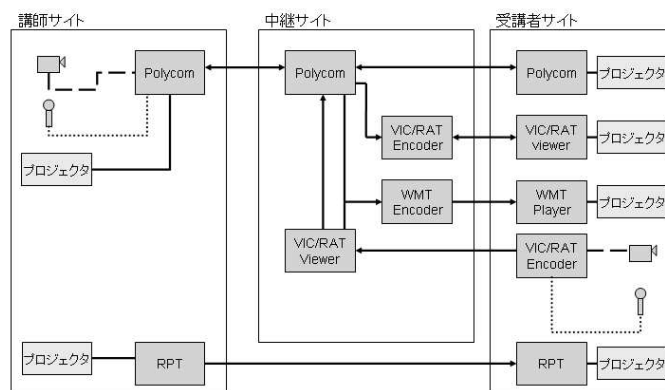 講師サイト
Polycom
プロジェクタ
プロジェクタ
RPT
中継サイト
Polycom
VIC/RAT
Encoder
WMT
Encoder
VIC/RAT
Viewer
受講者サイト
Polycom
プロジェクタ
VIC/RAT
viewer
プロジェクタ
WMT
Player
プロジェクタ
VIC/RAT
Encoder
RPT
プロジェクタ